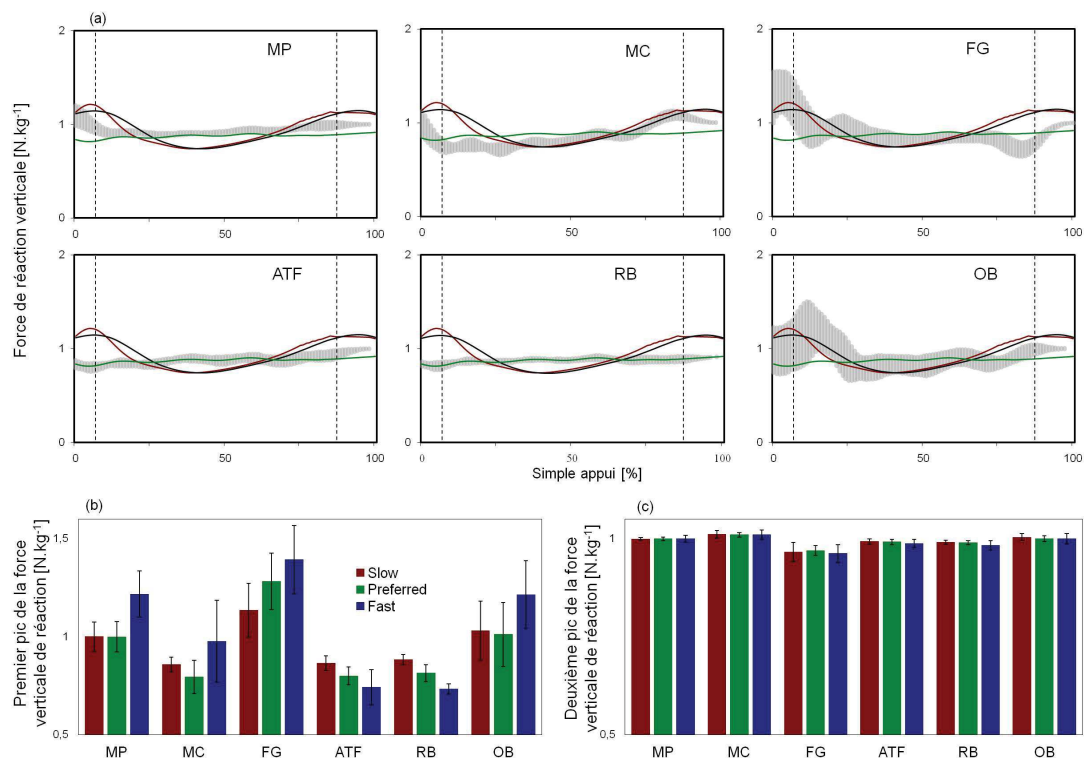 (a)
Force de réaction verticale [N.kg-1]
2
1
0
MP
0
50
100
2
1
0
MC
0
50
100
2
1
0
FG
0
50
100
2
1
0
ATF
0
50
100
2
1
0
RB
0
50
100
2
1
0
OB
0
50
100
Simple appui [%]
(b)
Premier pic de la force
verticale de réaction [N.kg-1]
1,5
1
0,5
Slow
Preferred
Fast
MP
MC
FG
ATF
RB
OB
(c)
Deuxième pic de la force
verticale de réaction [N.kg-1]
1
0,5
MP
MC
FG
ATF
RB
OB